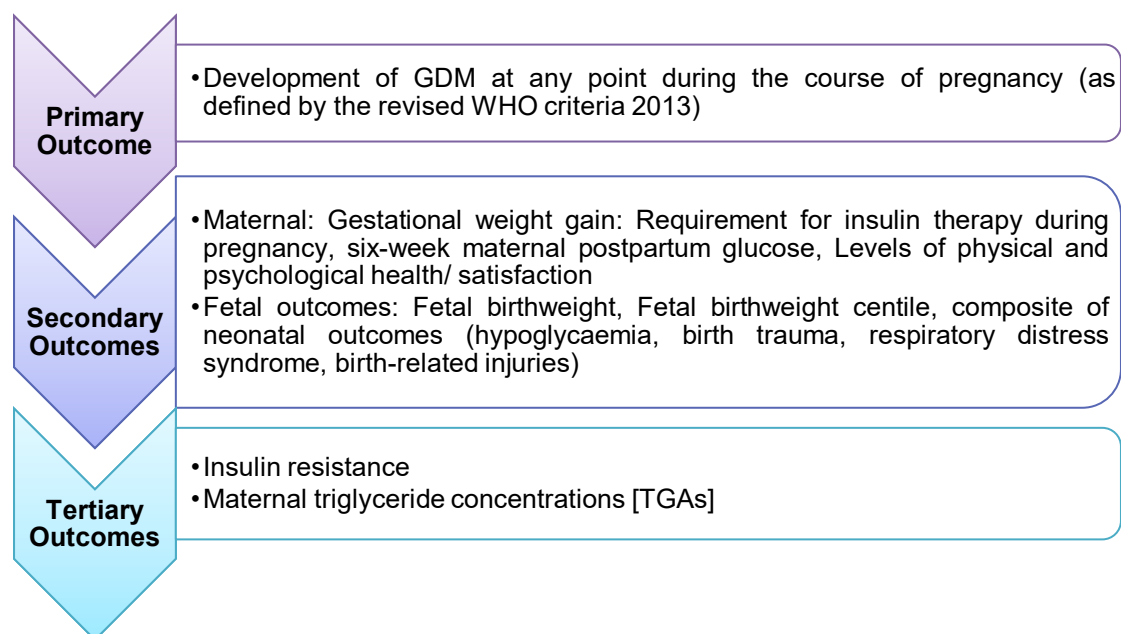 Primary
Outcome
•Development of GDM at any point during the course of pregnancy (as
defined by the revised WHO criteria 2013)
Secondary
Outcomes
•Maternal: Gestational weight gain: Requirement for insulin therapy during
pregnancy, six-week maternal postpartum glucose, Levels of physical and
psychological health/ satisfaction
•Fetal outcomes: Fetal birthweight, Fetal birthweight centile, composite of
neonatal outcomes (hypoglycaemia, birth trauma, respiratory distress
syndrome, birth-related injuries)
Tertiary
Outcomes
•Insulin resistance
•Maternal triglyceride concentrations [TGAs]